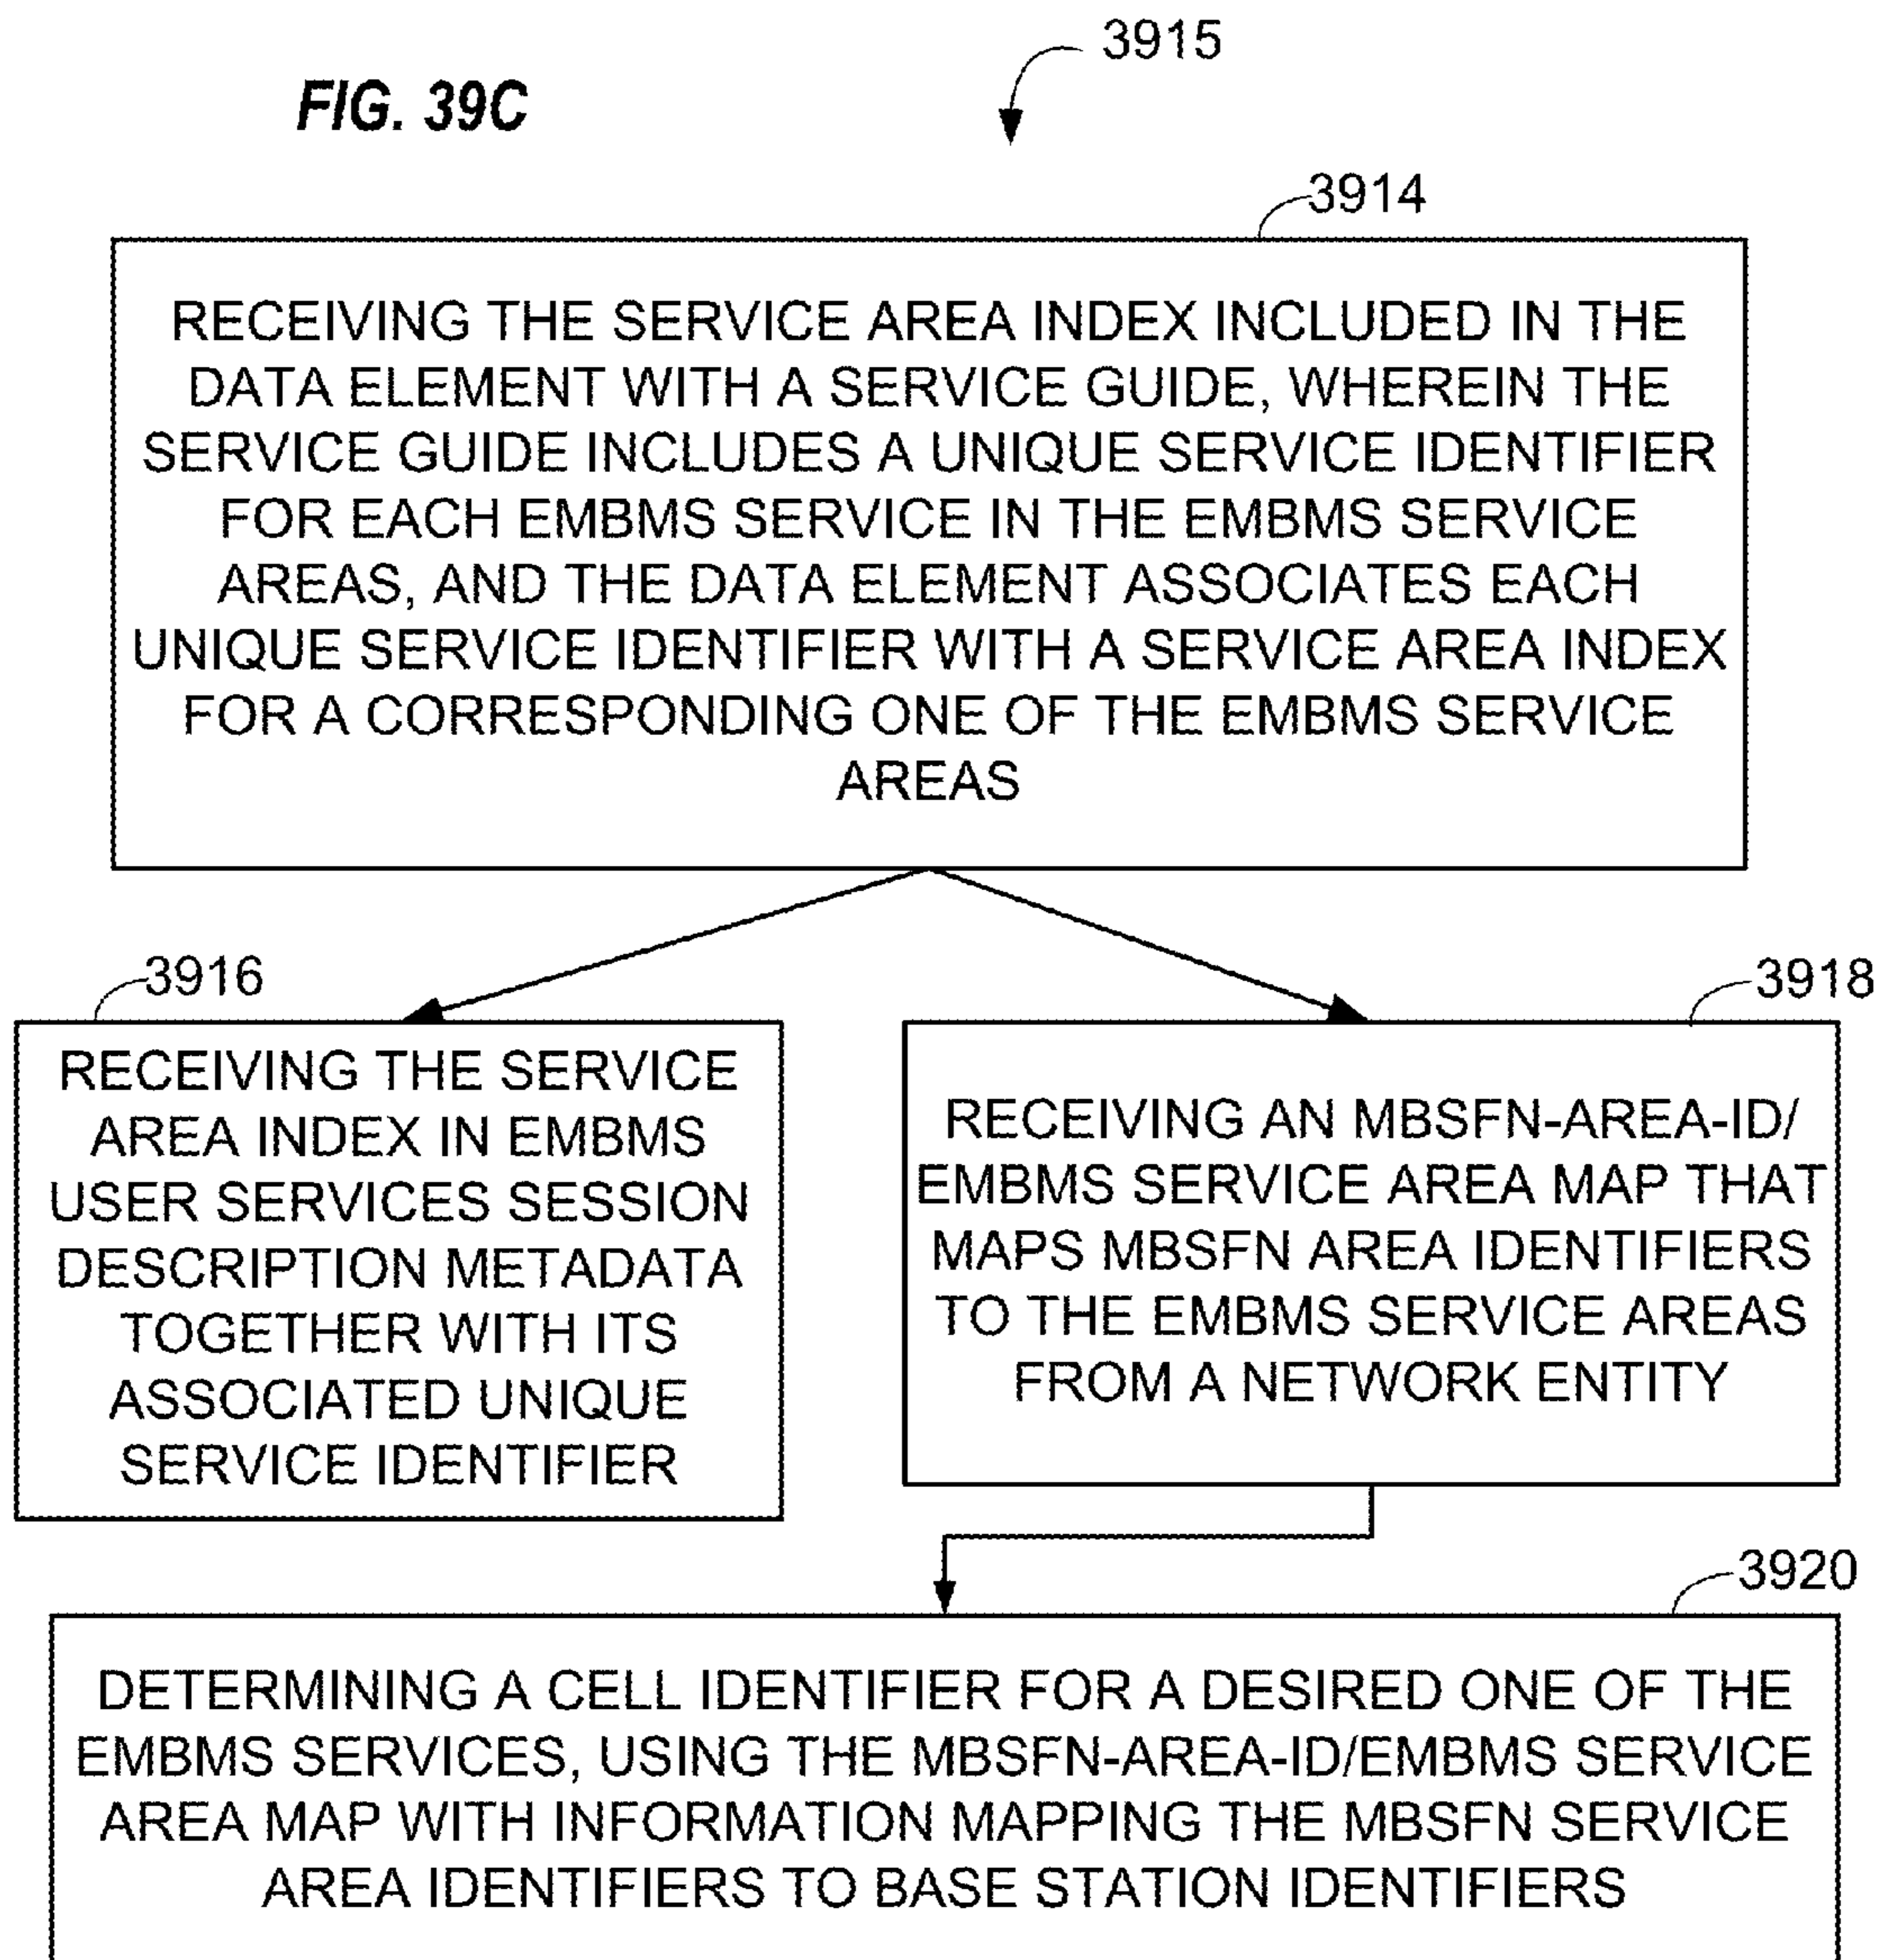 3915
FIG. 39C
3914
RECEIVING THE SERVICE AREA INDEX INCLUDED IN THE
DATA ELEMENT WITH A SERVICE GUIDE, WHEREIN THE
SERVICE GUIDE INCLUDES A UNIQUE SERVICE IDENTIFIER
FOR EACH EMBMS SERVICE IN THE EMBMS SERVICE
AREAS, AND THE DATA ELEMENT ASSOCIATES EACH
UNIQUE SERVICE IDENTIFIER WITH A SERVICE AREA INDEX
FOR A CORRESPONDING ONE OF THE EMBMS SERVICE
AREAS
3916
RECEIVING THE SERVICE
AREA INDEX IN EMBMS
USER SERVICES SESSION
DESCRIPTION METADATA
TOGETHER WITH ITS
ASSOCIATED UNIQUE
SERVICE IDENTIFIER
3918
RECEIVING AN MBSFN-AREA-ID/
EMBMS SERVICE AREA MAP THAT
MAPS MBSFN AREA IDENTIFIERS
TO THE EMBMS SERVICE AREAS
FROM A NETWORK ENTITY
3920
DETERMINING A CELL IDENTIFIER FOR A DESIRED ONE OF THE
EMBMS SERVICES, USING THE MBSFN-AREA-ID/EMBMS SERVICE
AREA MAP WITH INFORMATION MAPPING THE MBSFN SERVICE
AREA IDENTIFIERS TO BASE STATION IDENTIFIERS